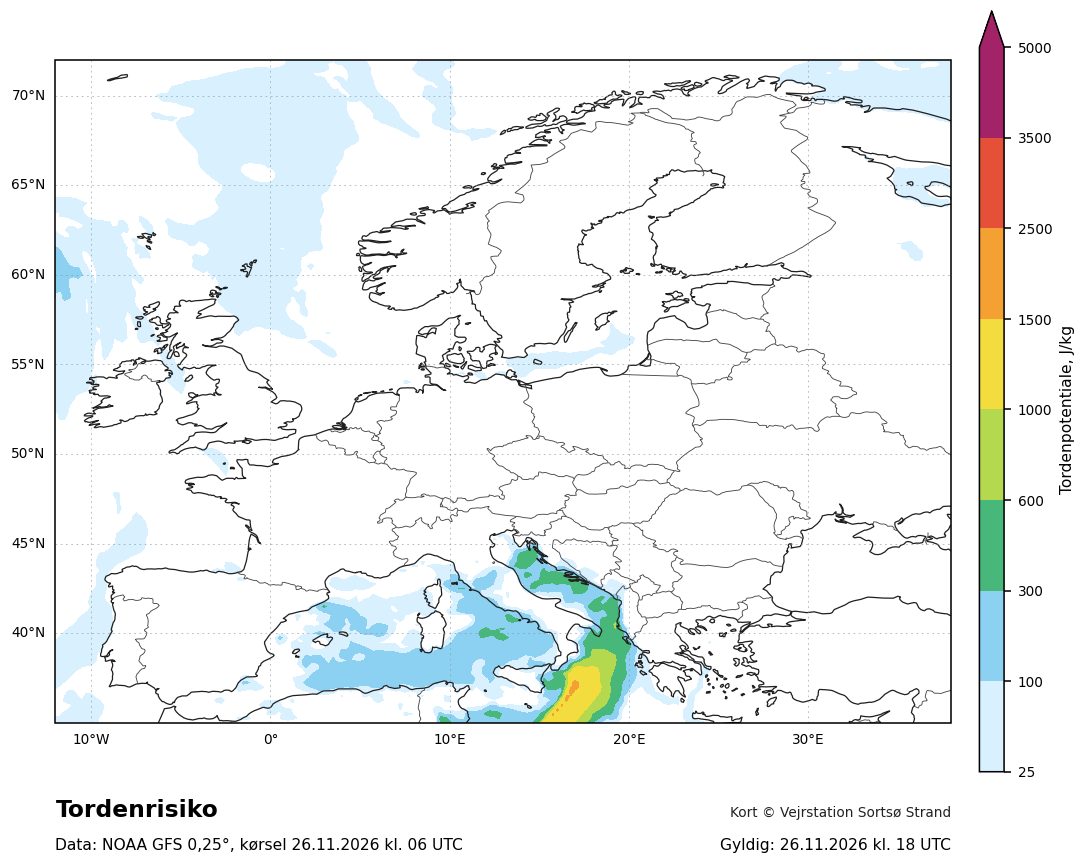 70°N
65°N
60°N
55°N
50°N
45°N
40°N
10°W
0°
10°E
20°E
30°E
5000
3500
2500
1500
1000
600
300
100
25
Tordenpotentiale, J/kg
Tordenrisiko
Kort © Vejrstation Sortsø Strand
Data: NOAA GFS 0,25°, kørsel 26.11.2026 kl. 06 UTC
Gyldig: 26.11.2026 kl. 18 UTC